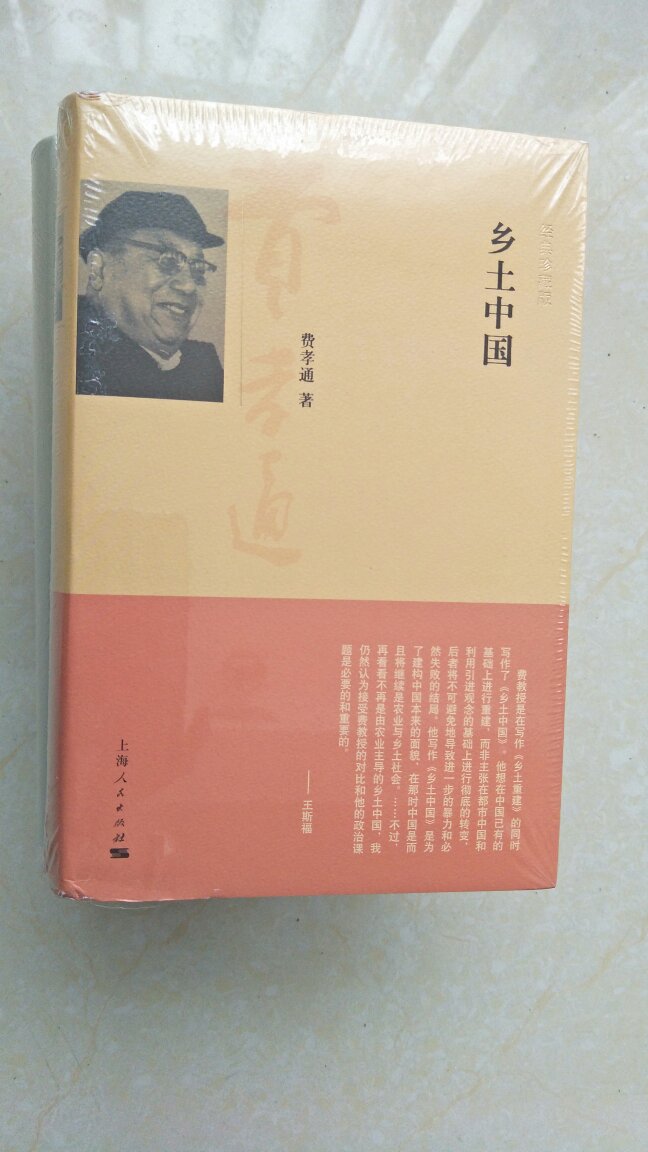 经典珍藏版
乡土中国
费孝通 著
费孝通
费教授是在写作《乡土重建》的同时
写作了《乡土中国》。他想在中国已有的
基础上进行重建，而非主张在都市中国和
利用引进观念的基础上进行彻底的转变，
后者将不可避免地导致进一步的暴力和必
然失败的结局。他写作《乡土中国》是为
了建构中国本来的面貌，在那时中国是而
且将继续是农业与乡土社会。……不过，
再看看不再是由农业主导的乡土中国，我
仍然认为接受费教授的对比和他的政治课
题是必要的和重要的。
——王斯福
上海人民出版社